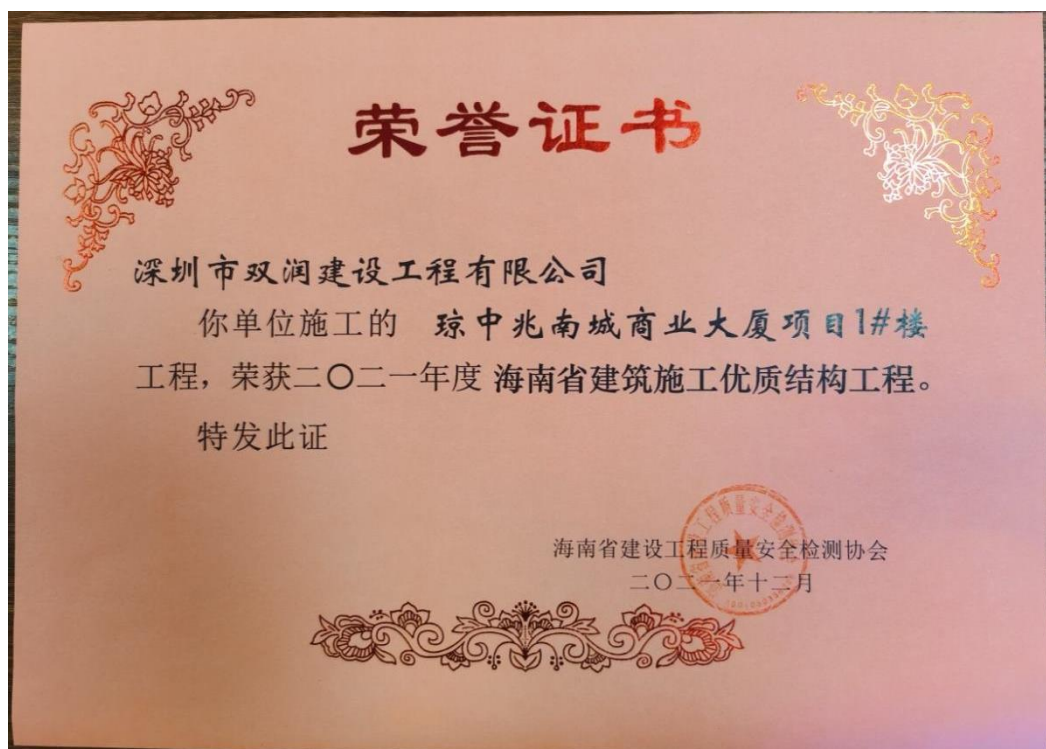 荣誉证书
深圳市双润建设工程有限公司
你单位施工的 琼中兆南城商业大厦项目1#楼
工程，荣获二〇二一年度 海南省建筑施工优质结构工程。
特发此证
海南省建设工程质量安全检测协会
二〇二一年十二月